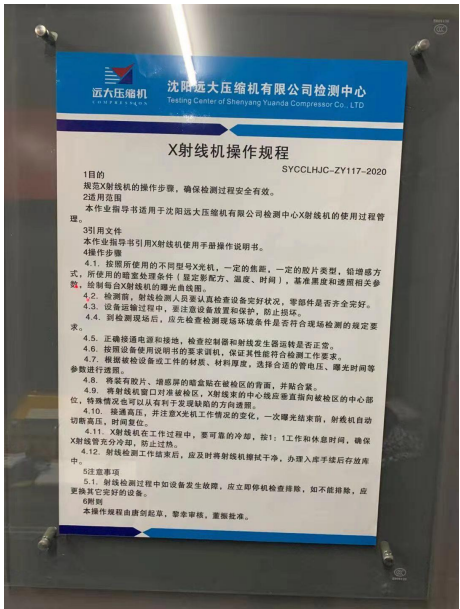 远大压缩机
COMPRESSION
沈阳远大压缩机有限公司检测中心
Testing Center of Shenyang Yuanda Compressor Co., LTD
X射线机操作规程
SYCCLHJC-ZY117-2020
1目的
规范X射线机的操作步骤，确保检测过程安全有效。
2适用范围
本作业指导书适用于沈阳远大压缩机有限公司检测中心X射线机的使用过程管
理。
3引用文件
本作业指导书引用X射线机使用手册操作说明书。
4操作步骤
4.1. 按照所使用的不同型号X光机，一定的焦距，一定的胶片类型，铅增感方
式，所使用的暗室处理条件（显定影配方、温度、时间），基准黑度和透照相关参
数，绘制每台X射线机的曝光曲线图。
4.2. 检测前，射线检测人员要认真检查设备完好状况，零部件是否齐全完好。
4.3. 设备运输过程中，要注意设备放置和保护，防止损坏。
4.4. 到检测现场后，应先检查检测现场环境条件是否符合现场检测的规定要
求。
4.5. 正确接通电源和接地，检查控制器和射线发生器运转是否正常。
4.6. 按照设备使用说明书的要求训机，保证其性能符合检测工作要求。
4.7. 根据被检设备或工件的材质、材料厚度，选择合适的管电压、曝光时间等
参数进行透照。
4.8. 将装有胶片、增感屏的暗盒贴在被检区的背面，并贴合紧。
4.9. 将射线机窗口对准被检区，X射线束的中心线应垂直指向被检区的中心部
位，特殊情况也可以从有利于发现缺陷的方向透照。
4.10. 接通高压，并注意X光机工作情况的变化，一次曝光结束前，射线机自动
切断高压，时间复位。
4.11. X射线机在工作过程中，要可靠的冷却，按1：1工作和休息时间，确保
X射线管充分冷却，防止过热。
4.12. 射线检测工作结束后，应及时将射线机擦拭干净，办理入库手续后存放库
中。
5注意事项
5.1. 射线检测过程中如设备发生故障，应立即停机检查排除，如不能排除，应
更换其它完好的设备。
6附则
本操作规程由唐剑起草，黎幸审核，董振批准。